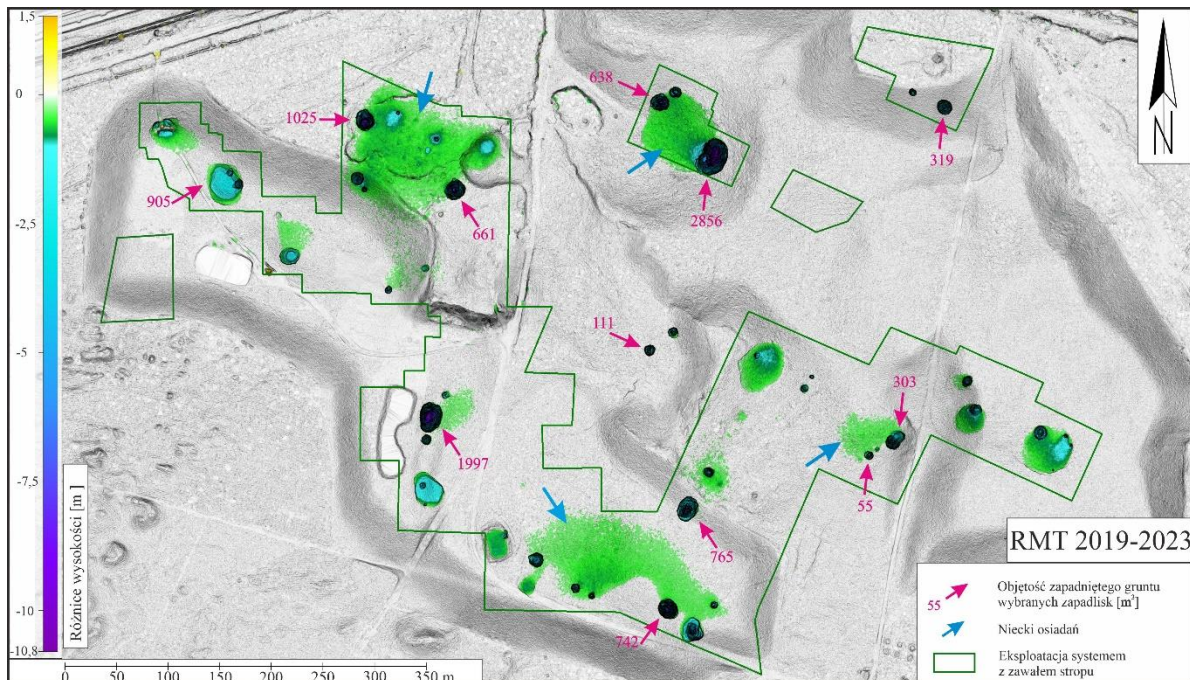 1,5
0
-2,5
-5
-7,5
-10
-10,8
Różnice wysokości [m]
638
1025
319
905
661
2856
111
303
1997
55
765
742
N
RMT 2019-2023
55
Objętość zapadniętego gruntu
wybranych zapadlisk [m³]
Niecki osiadań
Eksploatacja systemem
z zawałem stropu
0 50 100 150 200 250 300 350 m